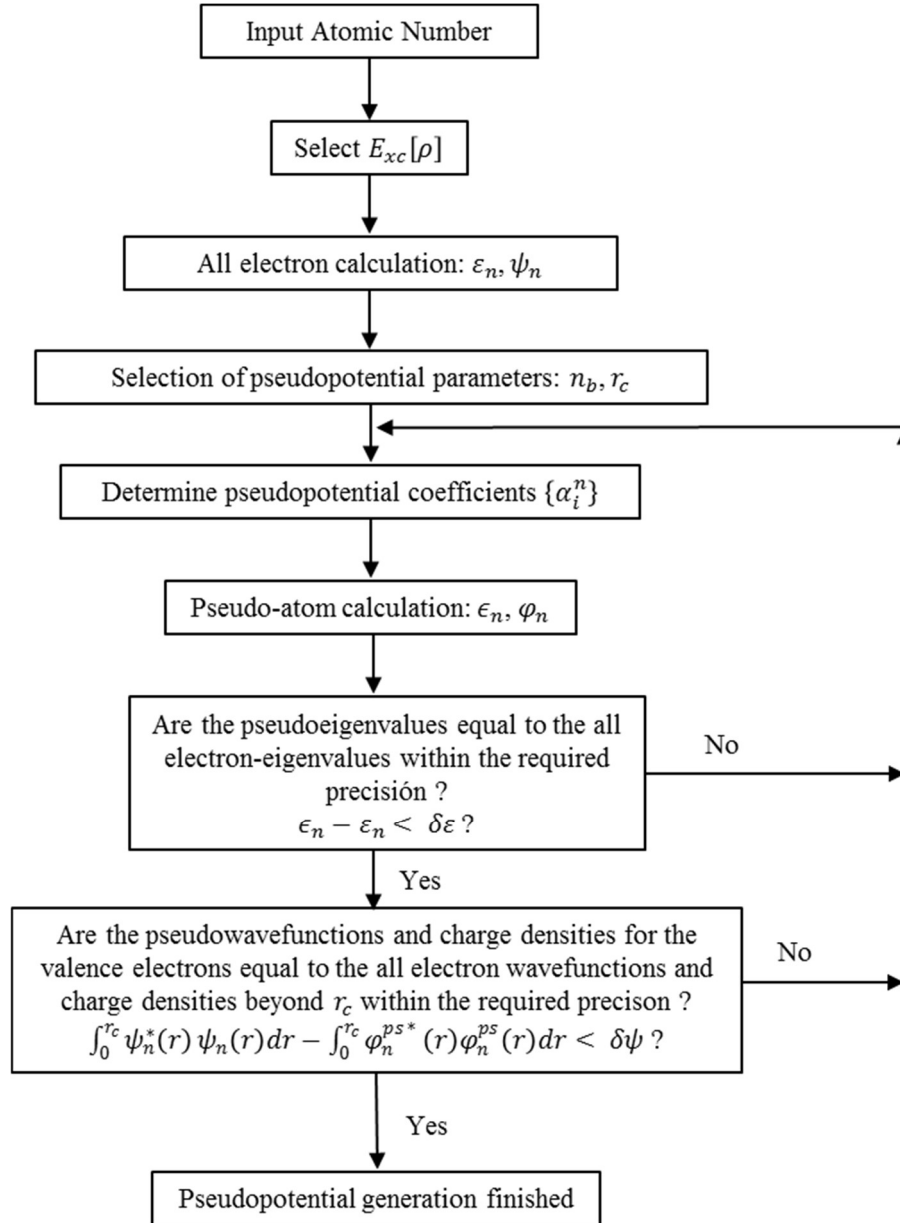 Input Atomic Number
Select E_{xc}[ρ]
All electron calculation: ε_n, ψ_n
Selection of pseudopotential parameters: n_b, r_c
Determine pseudopotential coefficients {α_i^n}
Pseudo-atom calculation: ϵ_n, φ_n
Are the pseudoeigenvalues equal to the all
electron-eigenvalues within the required
precisión ?
ϵ_n − ε_n < δε ?
No
Yes
Are the pseudowavefunctions and charge densities for the
valence electrons equal to the all electron wavefunctions and
charge densities beyond r_c within the required precison ?
∫_0^{r_c} ψ_n^*(r) ψ_n(r)dr − ∫_0^{r_c} φ_n^{ps*} (r)φ_n^{ps}(r)dr < δψ ?
No
Yes
Pseudopotential generation finished